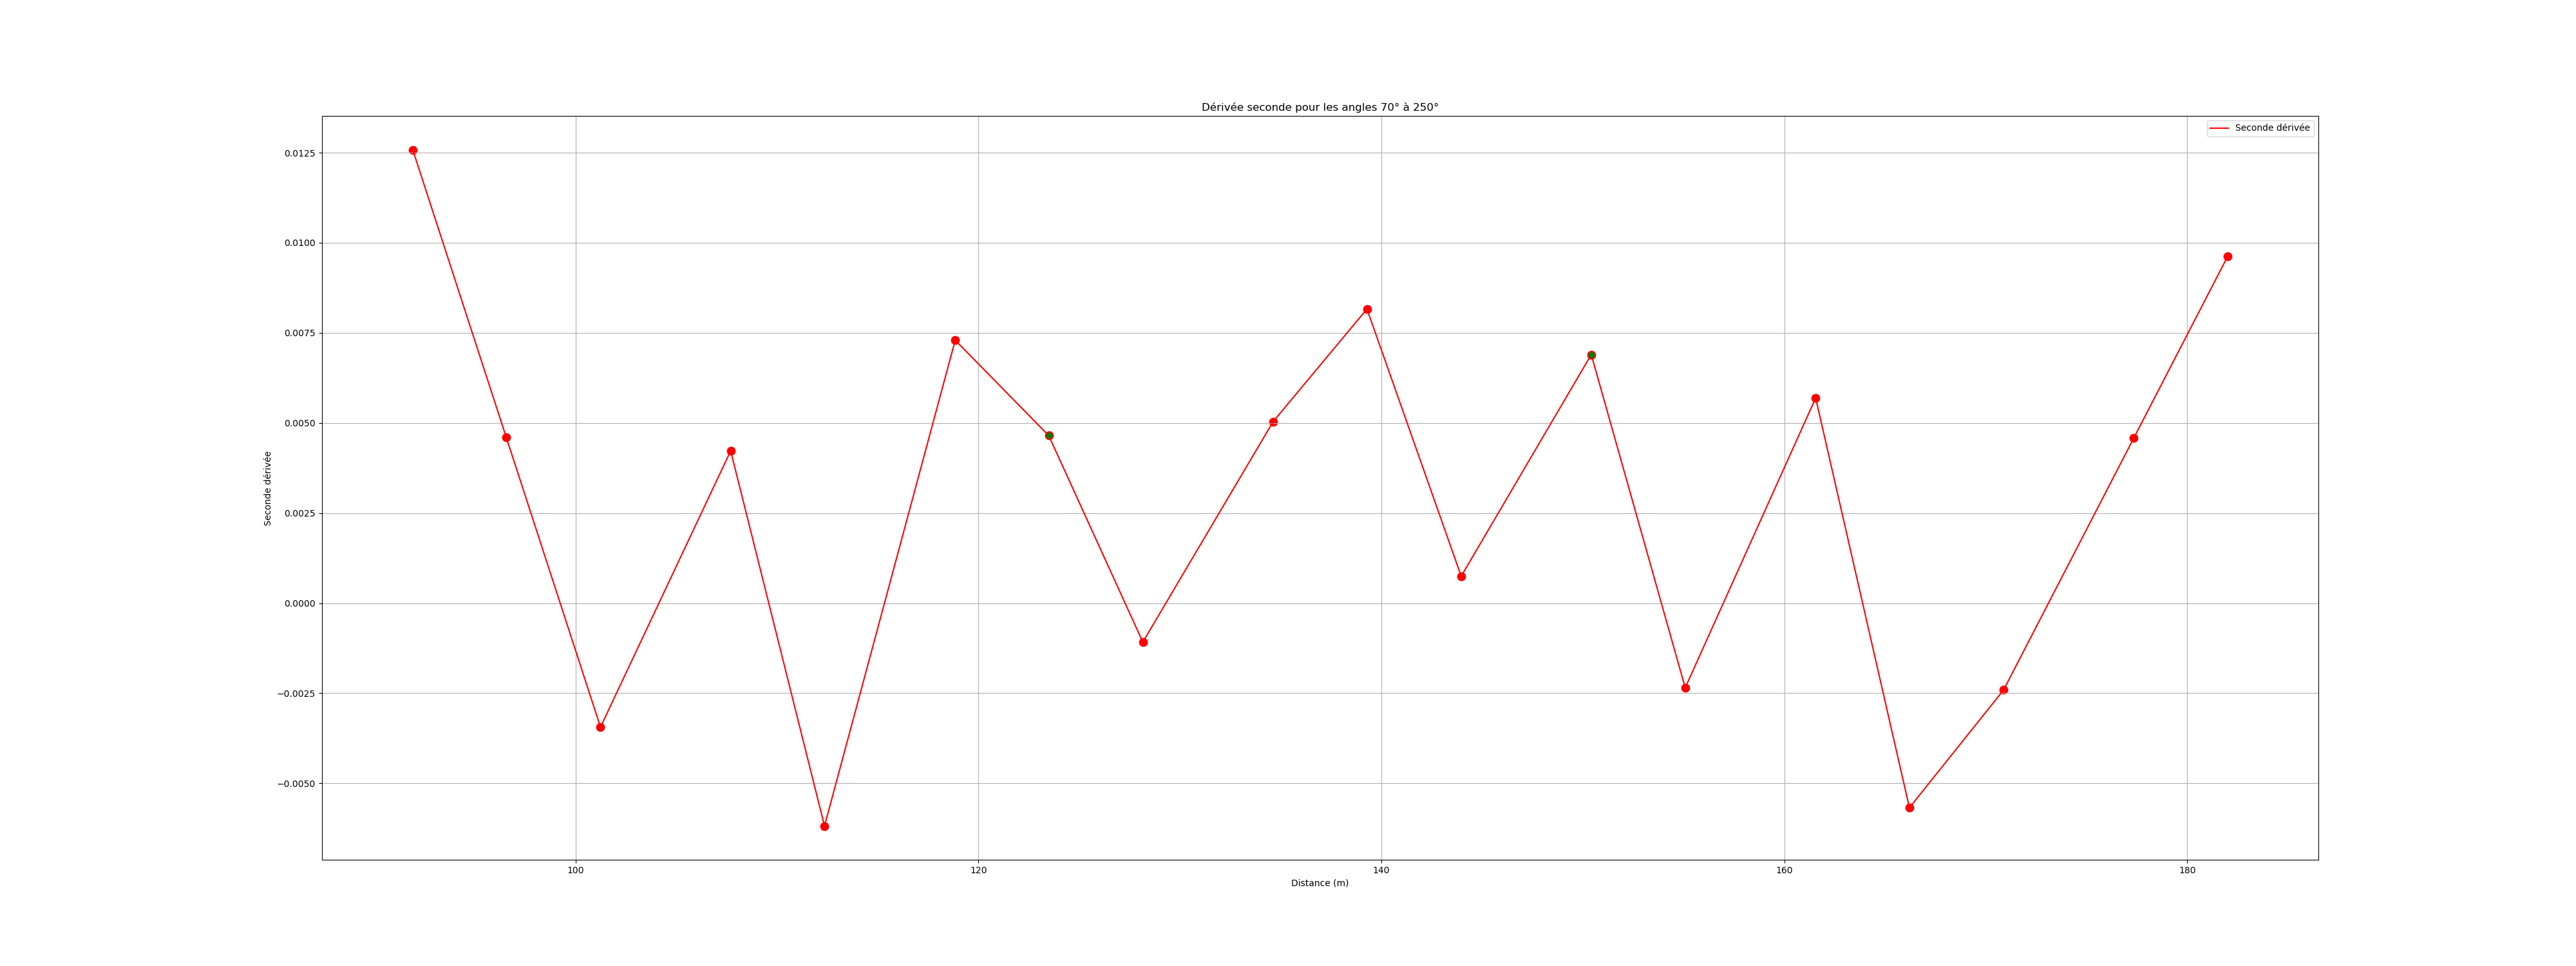 Dérivée seconde pour les angles 70° à 250°
Seconde dérivée
0.0125
0.0100
0.0075
0.0050
0.0025
0.0000
−0.0025
−0.0050
Seconde dérivée
100 120 140 160 180
Distance (m)